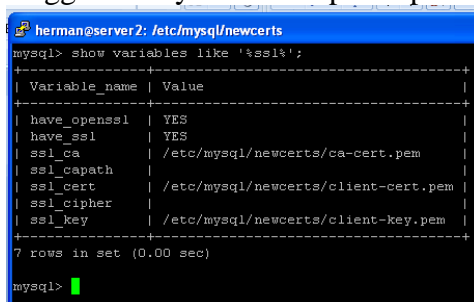 herman@server2: /etc/mysql/newcerts
mysql> show variables like '%ssl%';
+---------------+-------------------------------------+
| Variable_name | Value                               |
+---------------+-------------------------------------+
| have_openssl  | YES                                 |
| have_ssl      | YES                                 |
| ssl_ca        | /etc/mysql/newcerts/ca-cert.pem     |
| ssl_capath    |                                     |
| ssl_cert      | /etc/mysql/newcerts/client-cert.pem |
| ssl_cipher    |                                     |
| ssl_key       | /etc/mysql/newcerts/client-key.pem  |
+---------------+-------------------------------------+
7 rows in set (0.00 sec)
mysql>